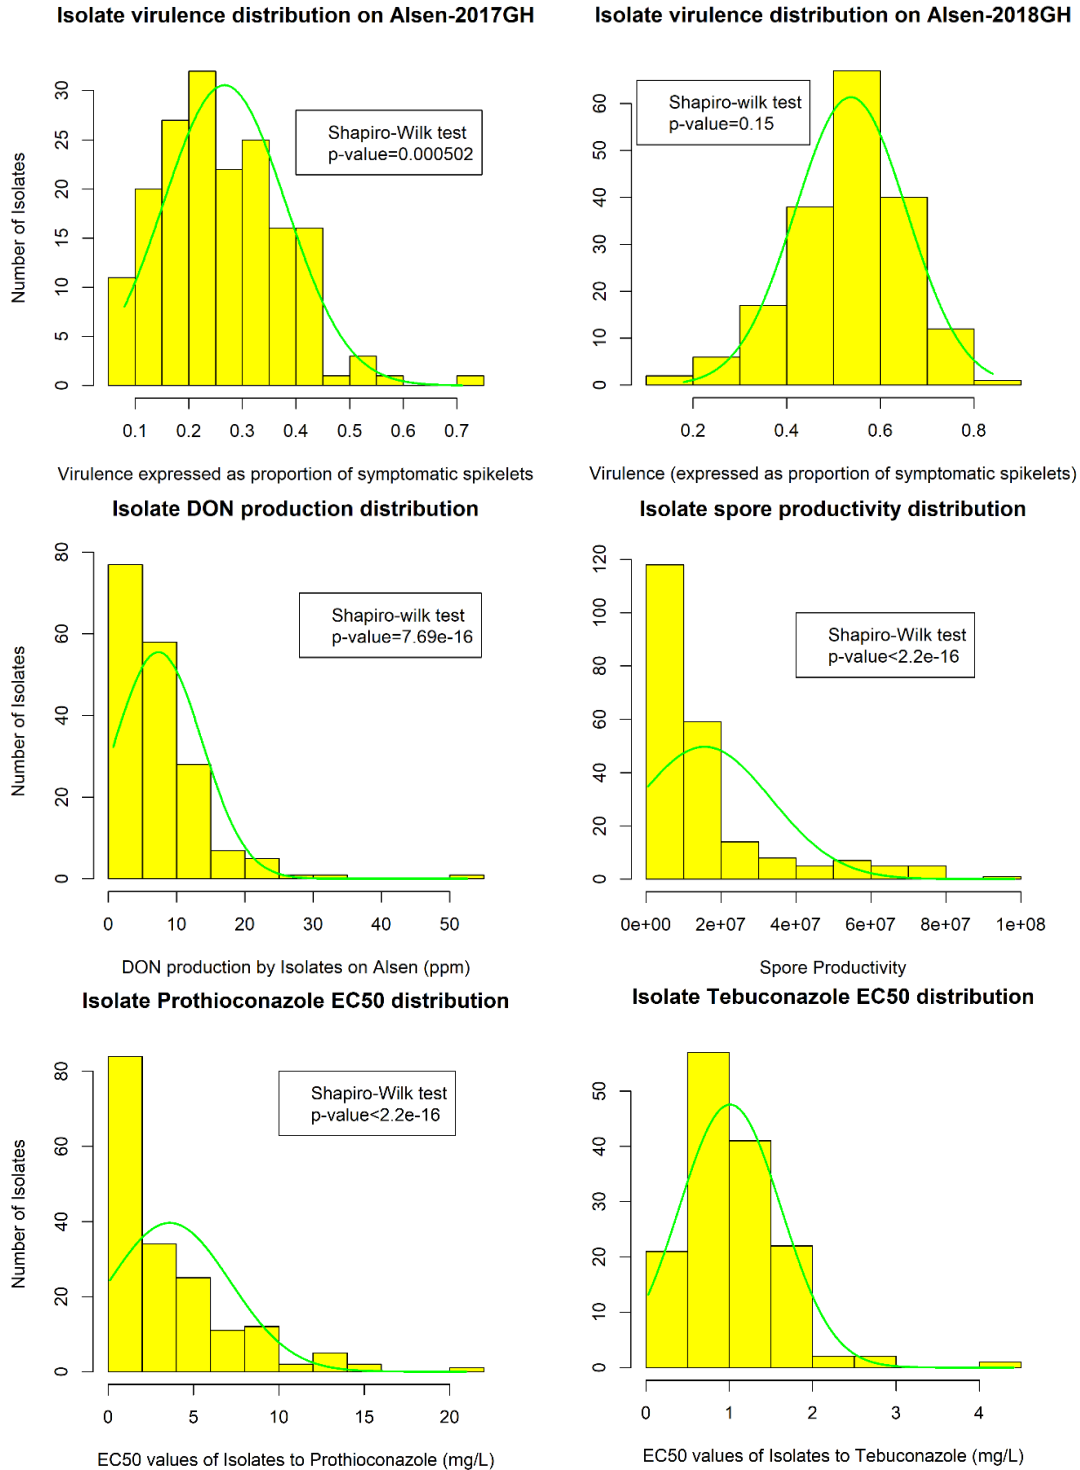 Isolate virulence distribution on Alsen-2017GH
Number of Isolates
0
5
10
15
20
25
30
Shapiro-Wilk test
p-value=0.000502
0.1 0.2 0.3 0.4 0.5 0.6 0.7
Virulence expressed as proportion of symptomatic spikelets
Isolate virulence distribution on Alsen-2018GH
0
10
20
30
40
50
60
Shapiro-wilk test
p-value=0.15
0.2 0.4 0.6 0.8
Virulence (expressed as proportion of symptomatic spikelets)
Isolate DON production distribution
Number of Isolates
0
20
40
60
80
Shapiro-wilk test
p-value=7.69e-16
0 10 20 30 40 50
DON production by Isolates on Alsen (ppm)
Isolate spore productivity distribution
0
20
40
60
80
100
120
Shapiro-Wilk test
p-value<2.2e-16
0e+00 2e+07 4e+07 6e+07 8e+07 1e+08
Spore Productivity
Isolate Prothioconazole EC50 distribution
Number of Isolates
0
20
40
60
80
Shapiro-Wilk test
p-value<2.2e-16
0 5 10 15 20
EC50 values of Isolates to Prothioconazole (mg/L)
Isolate Tebuconazole EC50 distribution
0
10
20
30
40
50
0 1 2 3 4
EC50 values of Isolates to Tebuconazole (mg/L)